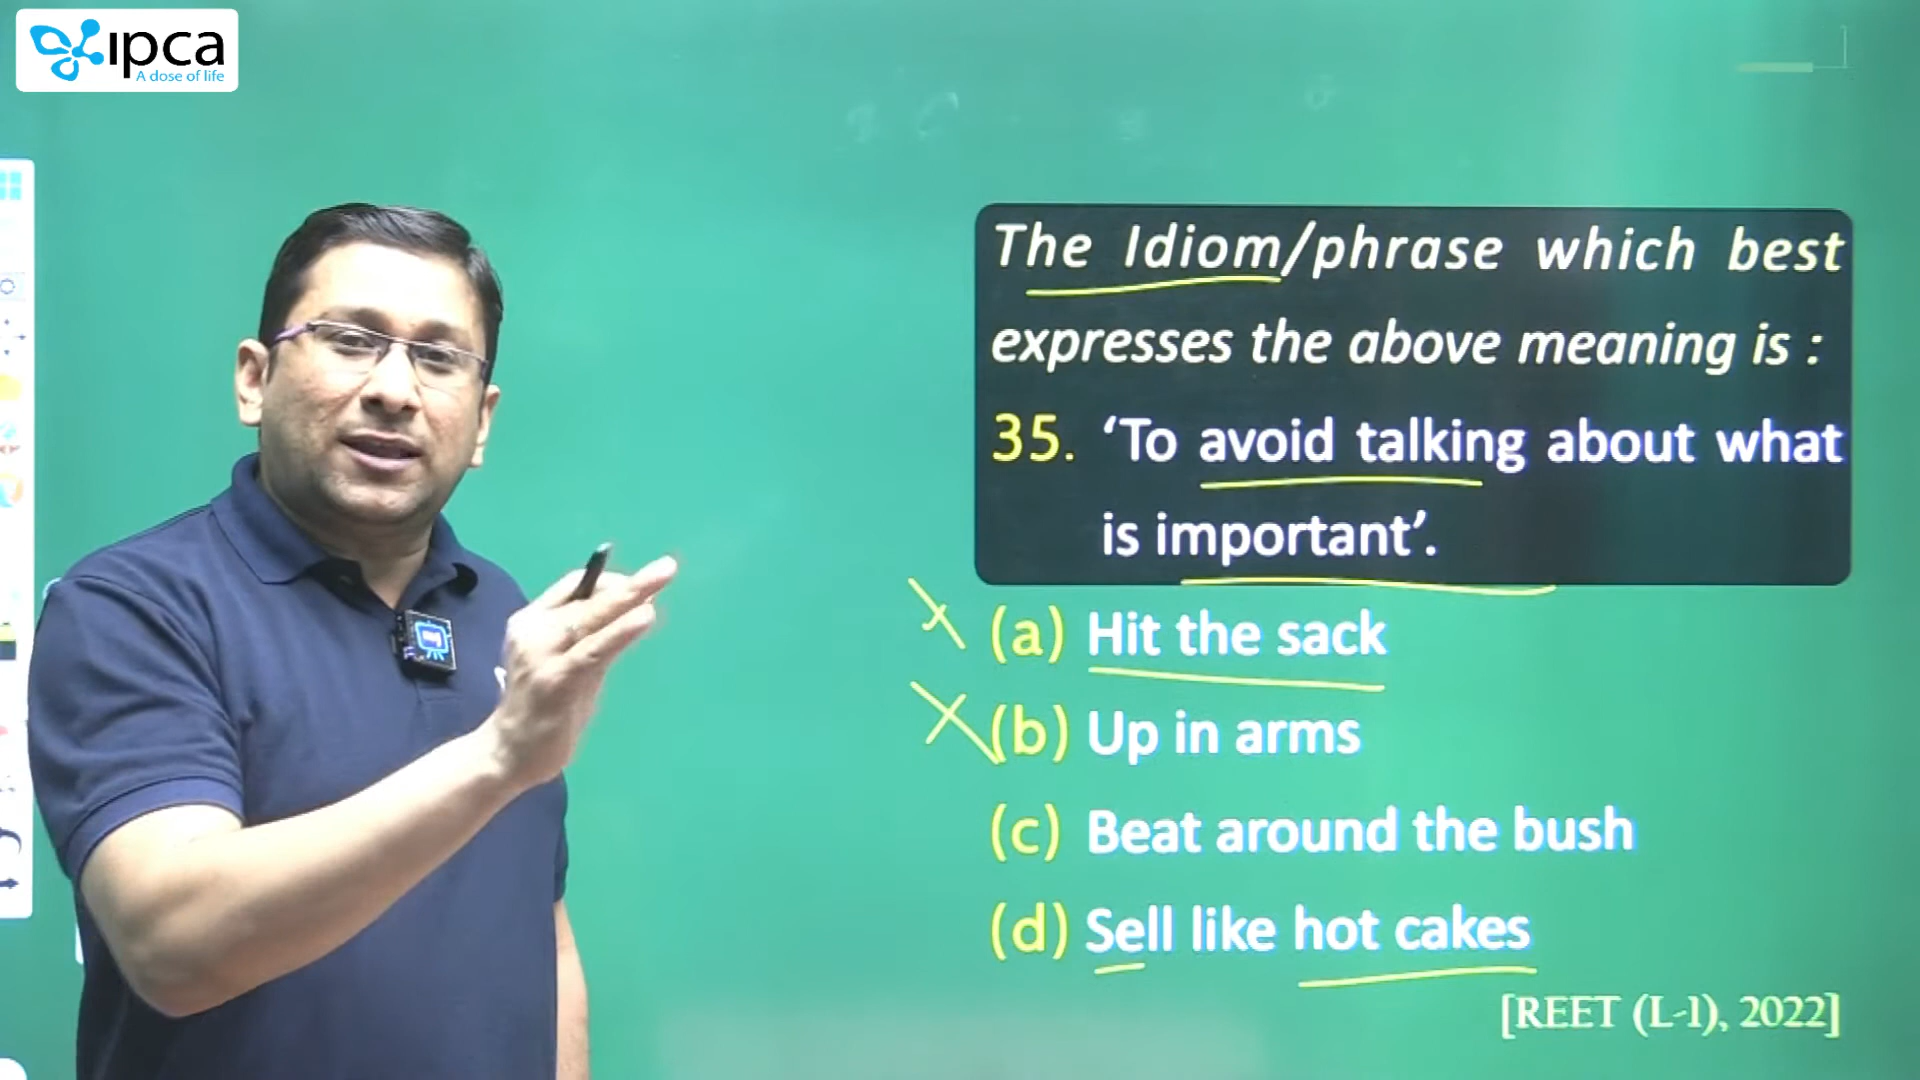 ipca
A dose of life
The Idiom/phrase which best
expresses the above meaning is :
35. ‘To avoid talking about what
is important’.
(a) Hit the sack
(b) Up in arms
(c) Beat around the bush
(d) Sell like hot cakes
[REET (L-1), 2022]